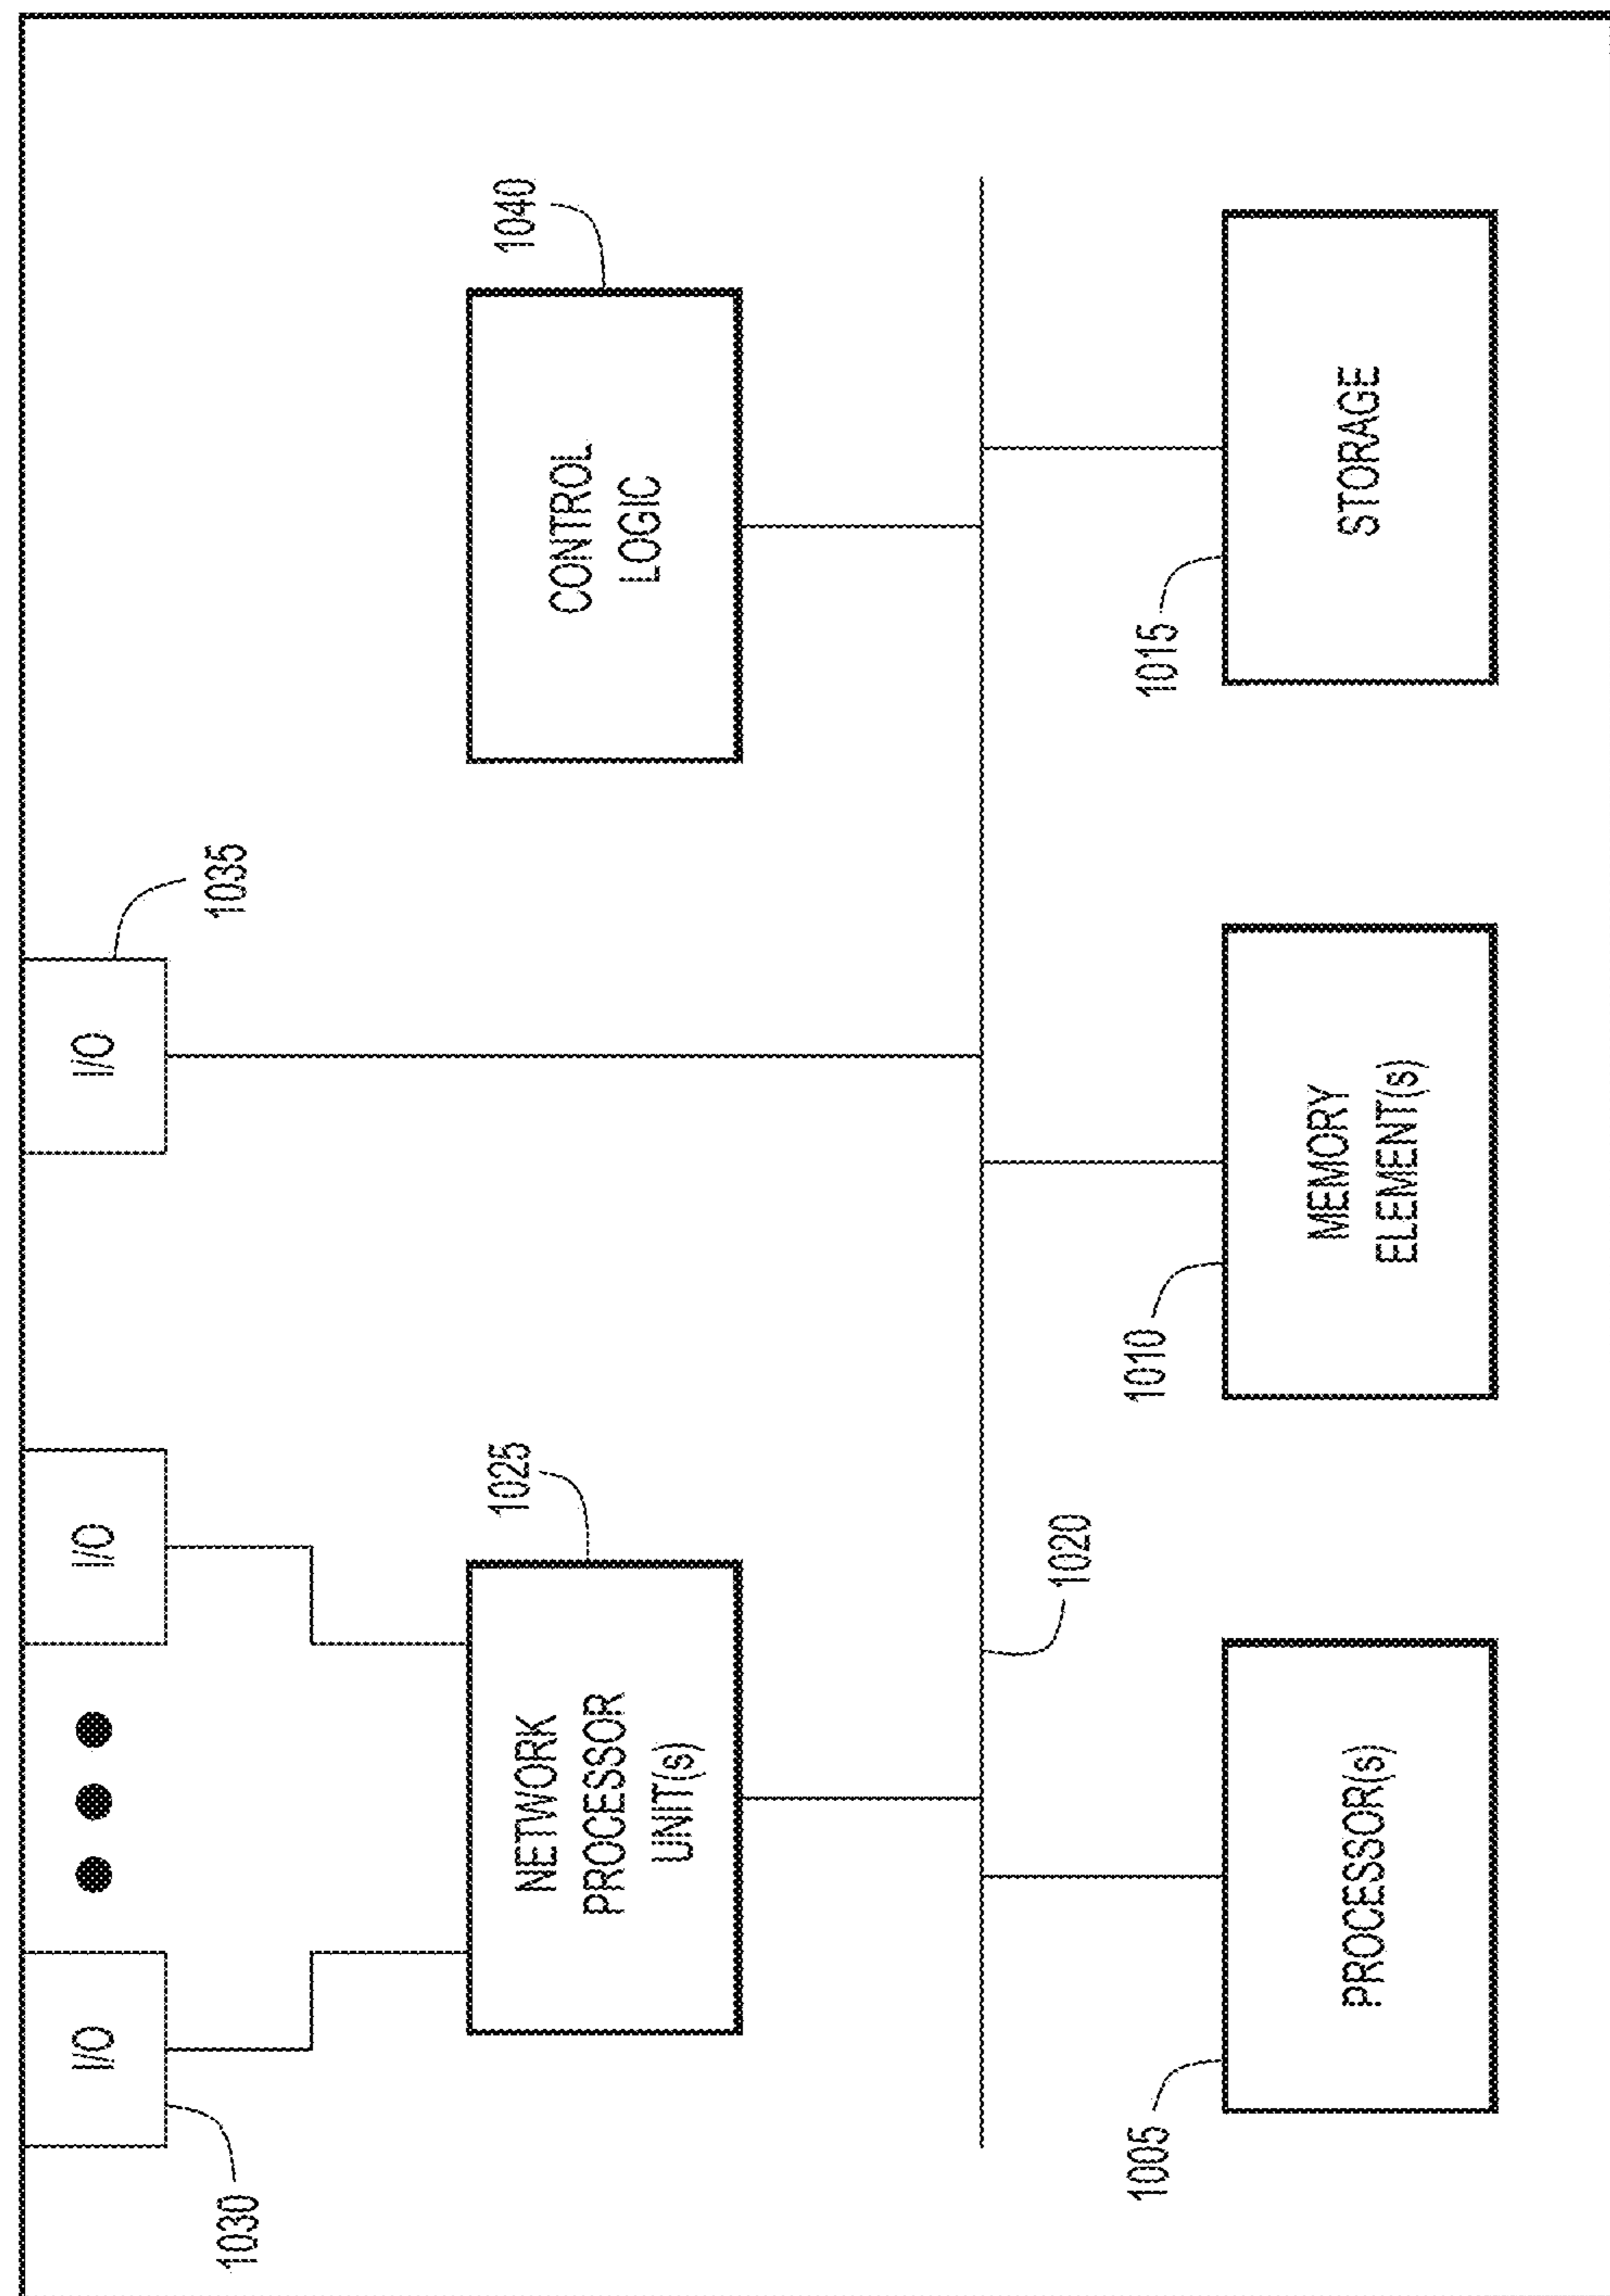 I/O
I/O
I/O
1030
1035
1025
1040
NETWORK
PROCESSOR
UNIT(s)
CONTROL
LOGIC
1020
1005
1010
1015
PROCESSOR(s)
MEMORY
ELEMENT(s)
STORAGE